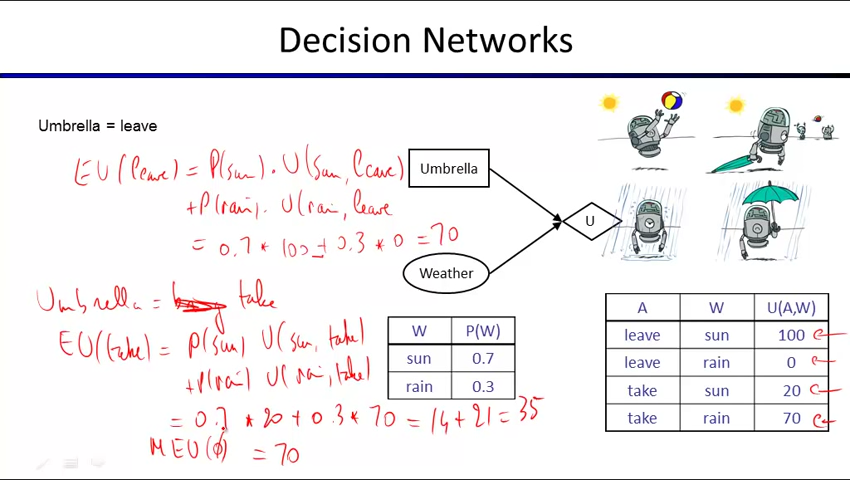 Decision Networks
Umbrella = leave
EU(leave) = P(sun) · U(sun, leave)
+P(rain) · U(rain, leave
= 0.7 * 100 + 0.3 * 0 = 70
Umbrella = take
EU(take) = P(sun) U(sun, take)
+P(rain) U(rain, take)
= 0.7 * 20 + 0.3 * 70 = 14 + 21 = 35
MEU(ϕ) = 70
Umbrella
U
Weather
W P(W)
sun 0.7
rain 0.3
A W U(A,W)
leave sun 100
leave rain 0
take sun 20
take rain 70